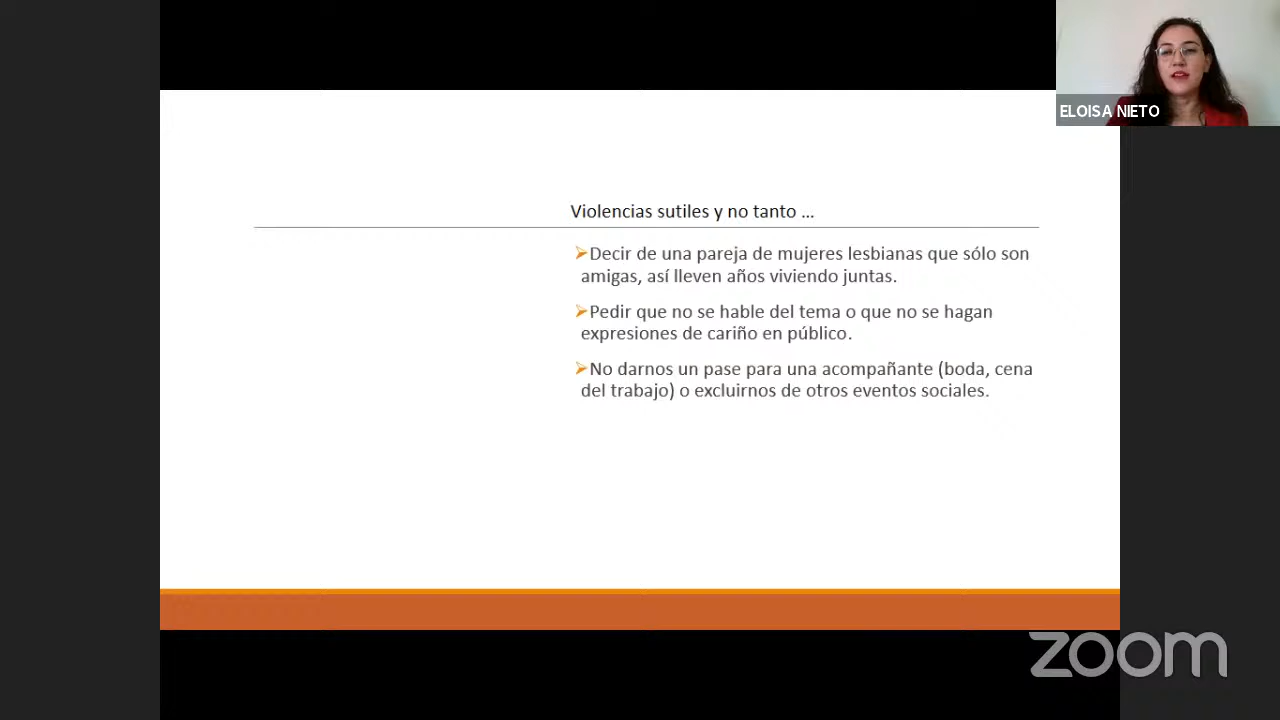 ELOISA NIETO
Violencias sutiles y no tanto ...
➢Decir de una pareja de mujeres lesbianas que sólo son
amigas, así lleven años viviendo juntas.
➢Pedir que no se hable del tema o que no se hagan
expresiones de cariño en público.
➢No darnos un pase para una acompañante (boda, cena
del trabajo) o excluirnos de otros eventos sociales.
zoom